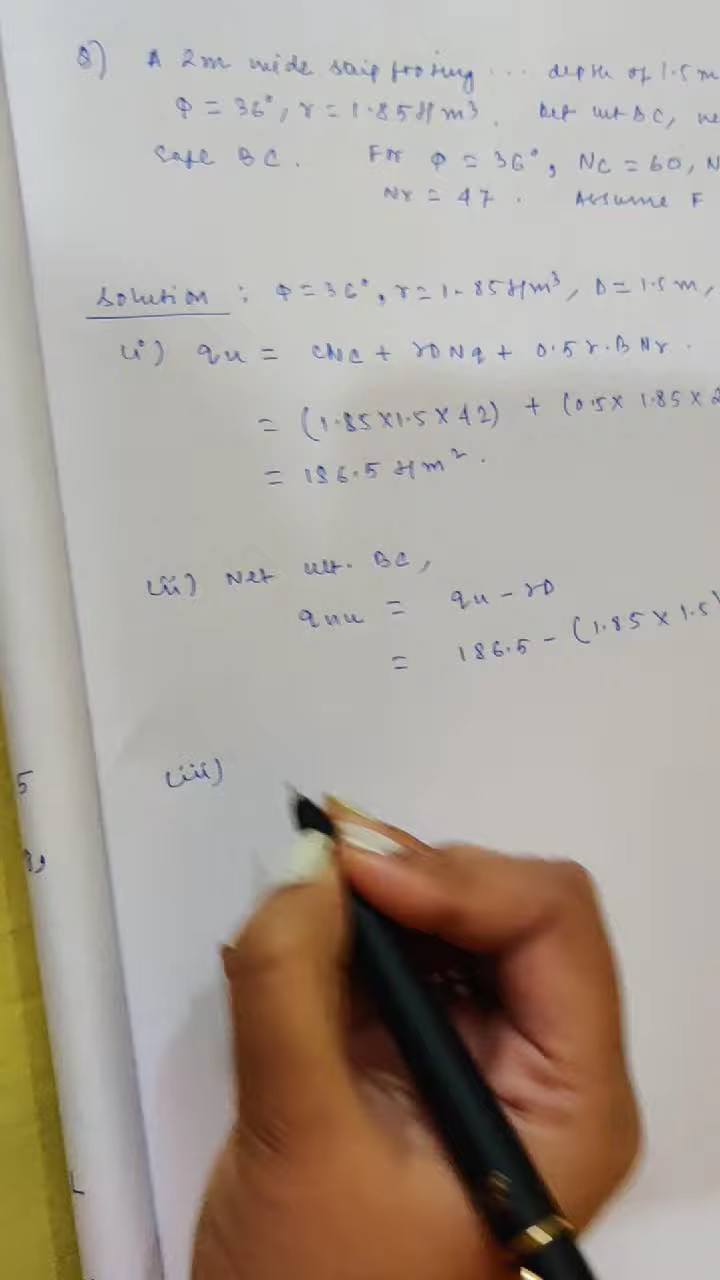 Q) A 2m wide strip footing ... depth of 1.5 m
φ = 36°, γ = 1.85 t/m³. Det ult BC, ne
Safe BC. For φ = 36°, Nc = 60, N
Nγ = 47. Assume F
Solution : φ = 36°, γ = 1.85 t/m³, D = 1.5 m,
(i) qu = CNc + γDNq + 0.5γ.BNγ.
= (1.85×1.5×42) + (0.5× 1.85 × 2
= 186.5 t/m².
(ii) Net ult. BC,
qnu = qu - γD
= 186.5 - (1.85 × 1.5)
(iii)
5